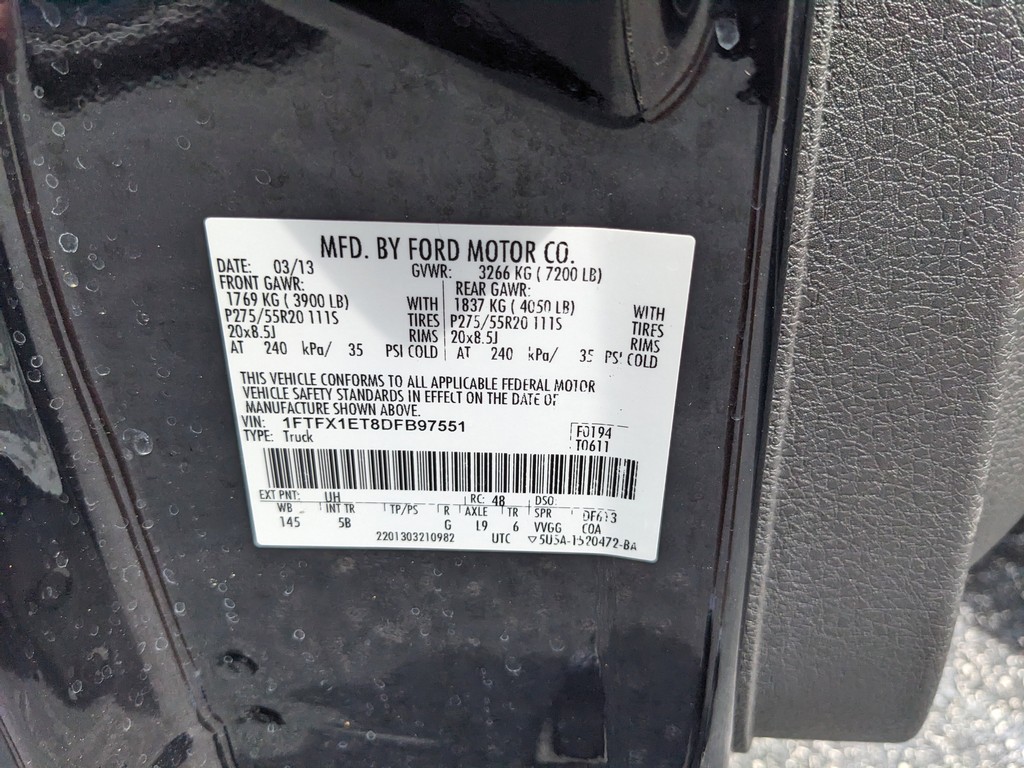 MFD. BY FORD MOTOR CO.
DATE: 03/13 GVWR: 3266 KG ( 7200 LB)
FRONT GAWR: REAR GAWR:
1769 KG ( 3900 LB) WITH 1837 KG ( 4050 LB) WITH
P275/55R20 111S TIRES P275/55R20 111S TIRES
20x8.5J RIMS 20x8.5J RIMS
AT 240 kPa/ 35 PSI COLD AT 240 kPa/ 35 PSI COLD
THIS VEHICLE CONFORMS TO ALL APPLICABLE FEDERAL MOTOR
VEHICLE SAFETY STANDARDS IN EFFECT ON THE DATE OF
MANUFACTURE SHOWN ABOVE.
VIN: 1FTFX1ET8DFB97551 F0194
TYPE: Truck T0611
EXT PNT: UH RC: 48 DSO:
WB INT TR TP/PS R AXLE TR SPR DF613
145 5B G L9 6 VVGG COA
2201303210982 UTC ▽5U5A-1520472-BA